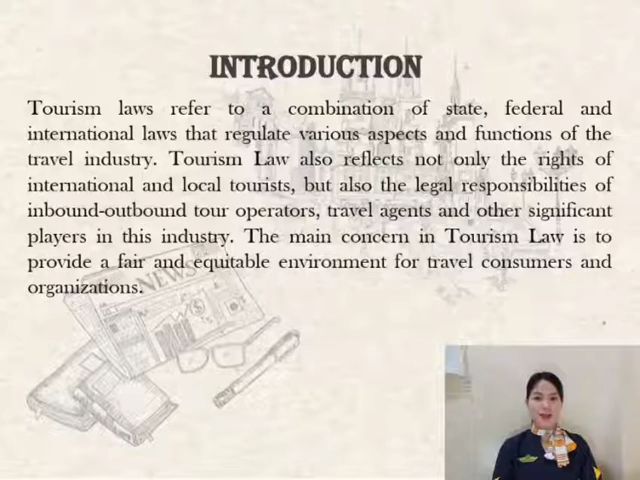 INTRODUCTION
Tourism laws refer to a combination of state, federal and
international laws that regulate various aspects and functions of the
travel industry. Tourism Law also reflects not only the rights of
international and local tourists, but also the legal responsibilities of
inbound-outbound tour operators, travel agents and other significant
players in this industry. The main concern in Tourism Law is to
provide a fair and equitable environment for travel consumers and
organizations.
NEWS